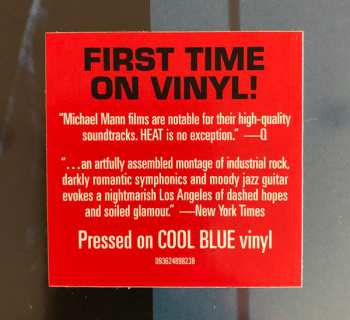 FIRST TIME
ON VINYL!
“Michael Mann films are notable for their high-quality
soundtracks. HEAT is no exception.” —Q
“. . .an artfully assembled montage of industrial rock,
darkly romantic symphonics and moody jazz guitar
evokes a nightmarish Los Angeles of dashed hopes
and soiled glamour.” —New York Times
Pressed on COOL BLUE vinyl
093624898238